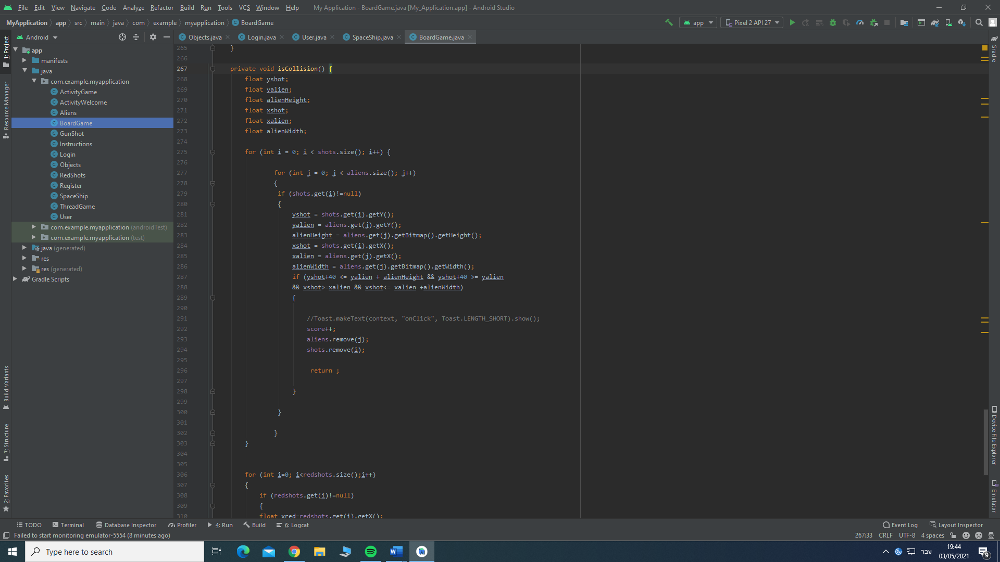 File Edit View Navigate Code Analyze Refactor Build Run Tools VCS Window Help My Application - BoardGame.java [My_Application.app] - Android Studio
MyApplication app src main java com example myapplication BoardGame
app Pixel 2 API 27
Android
Objects.java Login.java User.java SpaceShip.java BoardGame.java
1: Project
Resource Manager
Build Variants
7: Structure
2: Favorites
app
manifests
java
com.example.myapplication
ActivityGame
ActivityWelcome
Aliens
BoardGame
GunShot
Instructions
Login
Objects
RedShots
Register
SpaceShip
ThreadGame
User
com.example.myapplication (androidTest)
com.example.myapplication (test)
java (generated)
res
res (generated)
Gradle Scripts
265 }
266
267 private void isCollision() {
268 float yshot;
269 float yalien;
270 float alienHeight;
271 float xshot;
272 float xalien;
273 float alienWidth;
274
275 for (int i = 0; i < shots.size(); i++) {
276
277 for (int j = 0; j < aliens.size(); j++)
278 {
279 if (shots.get(i)!=null)
280 {
281 yshot = shots.get(i).getY();
282 yalien = aliens.get(j).getY();
283 alienHeight = aliens.get(j).getBitmap().getHeight();
284 xshot = shots.get(i).getX();
285 xalien = aliens.get(j).getX();
286 alienWidth = aliens.get(j).getBitmap().getWidth();
287 if (yshot+40 <= yalien + alienHeight && yshot+40 >= yalien
288 && xshot>=xalien && xshot<= xalien +alienWidth)
289 {
290
291 //Toast.makeText(context, "onClick", Toast.LENGTH_SHORT).show();
292 score++;
293 aliens.remove(j);
294 shots.remove(i);
295
296 return ;
297
298 }
299
300 }
301
302 }
303 }
304
305
306 for (int i=0; i<redshots.size();i++)
307 {
308 if (redshots.get(i)!=null)
309 {
310 float xred=redshots.get(i).getX();
Gradle
Device File Explorer
Emulator
TODO Terminal Database Inspector Profiler 4: Run Build 6: Logcat Event Log Layout Inspector
Failed to start monitoring emulator-5554 (8 minutes ago) 267:33 CRLF UTF-8 4 spaces
Type here to search
עבר
19:44
03/05/2021
9